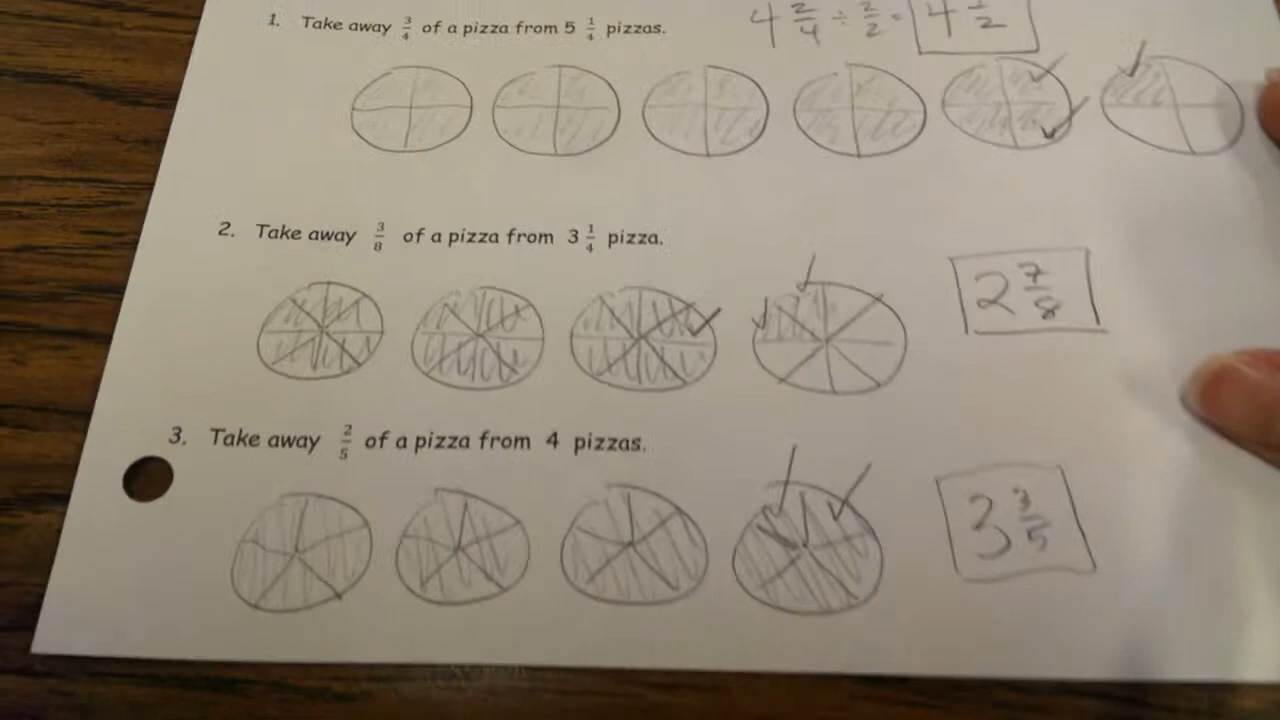 1. Take away 3/4 of a pizza from 5 1/4 pizzas.
4 2/4 ÷ 2/2 = 4 1/2
2. Take away 3/8 of a pizza from 3 1/4 pizza.
2 7/8
3. Take away 2/5 of a pizza from 4 pizzas.
3 3/5